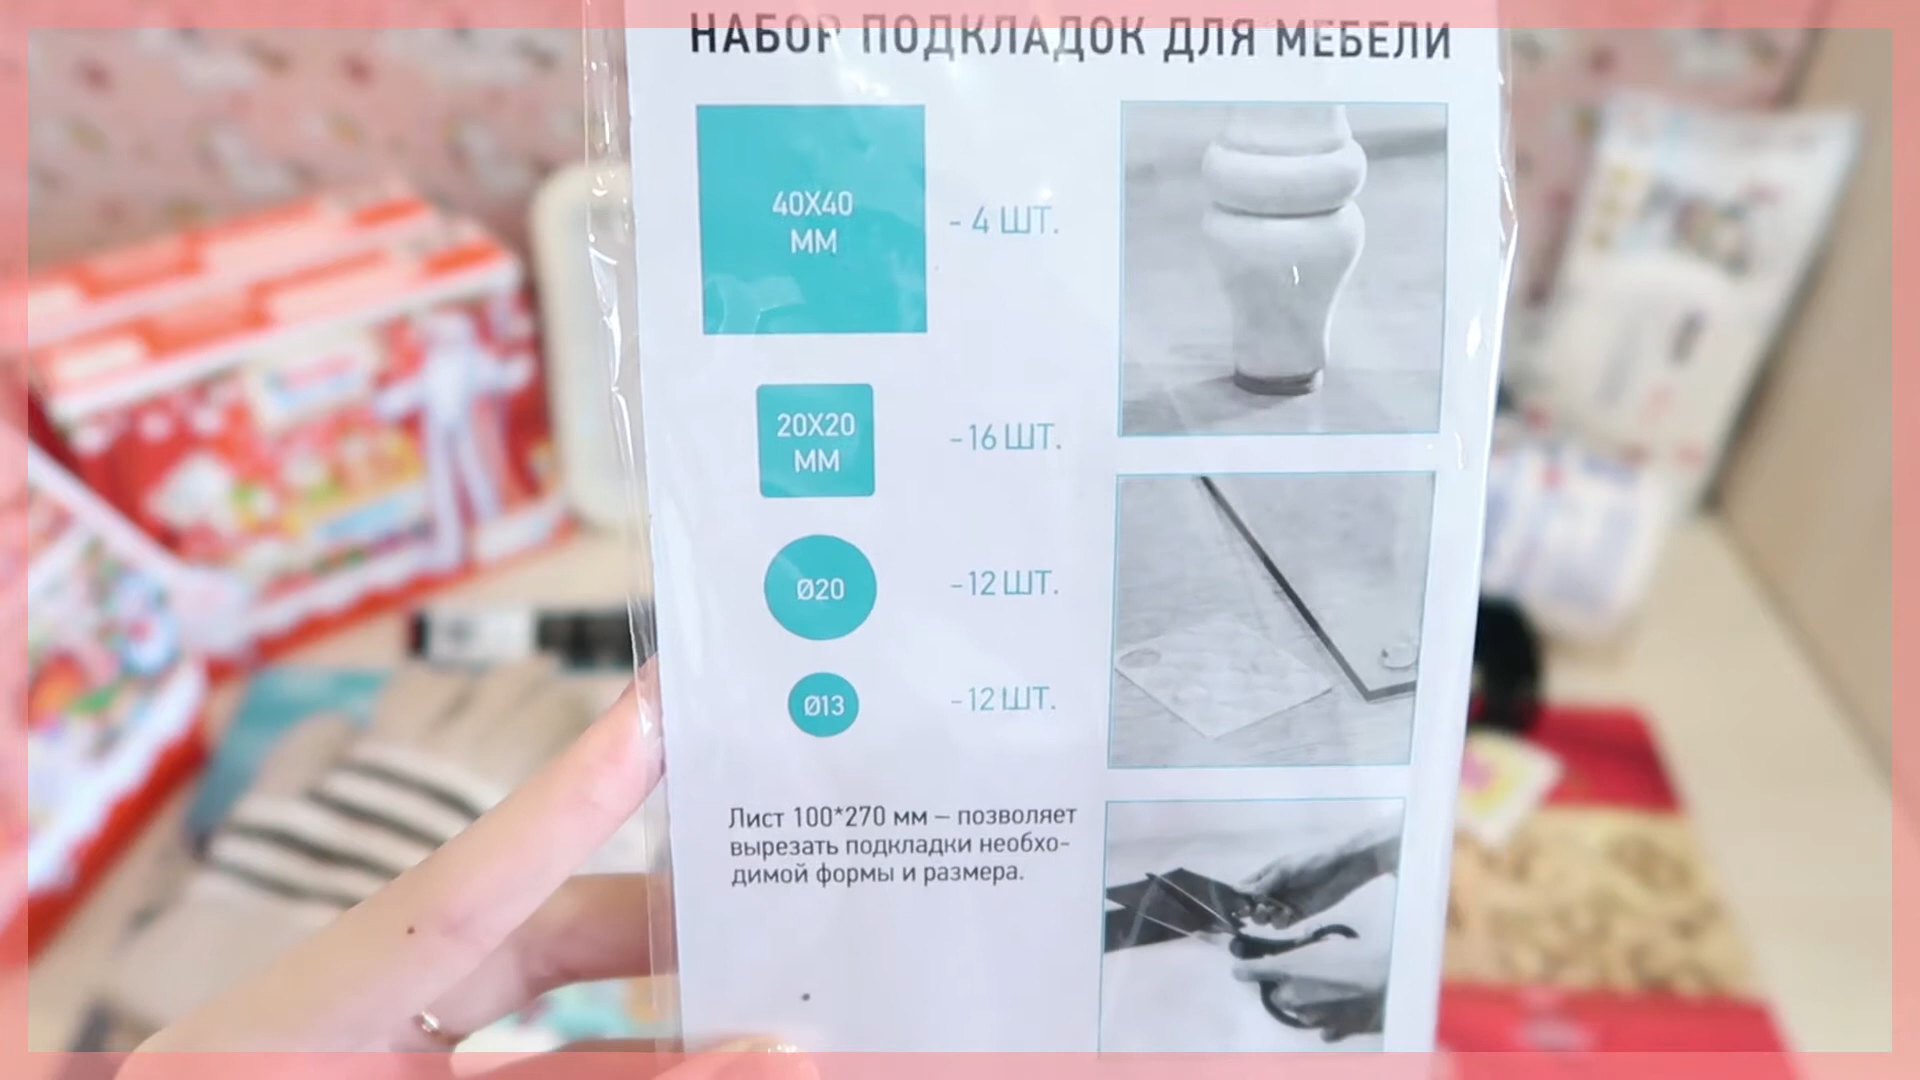 НАБОР ПОДКЛАДОК ДЛЯ МЕБЕЛИ
40X40
ММ
- 4 ШТ.
20X20
ММ
-16 ШТ.
Ø20
-12 ШТ.
Ø13
-12 ШТ.
Лист 100*270 мм – позволяет
вырезать подкладки необхо-
димой формы и размера.